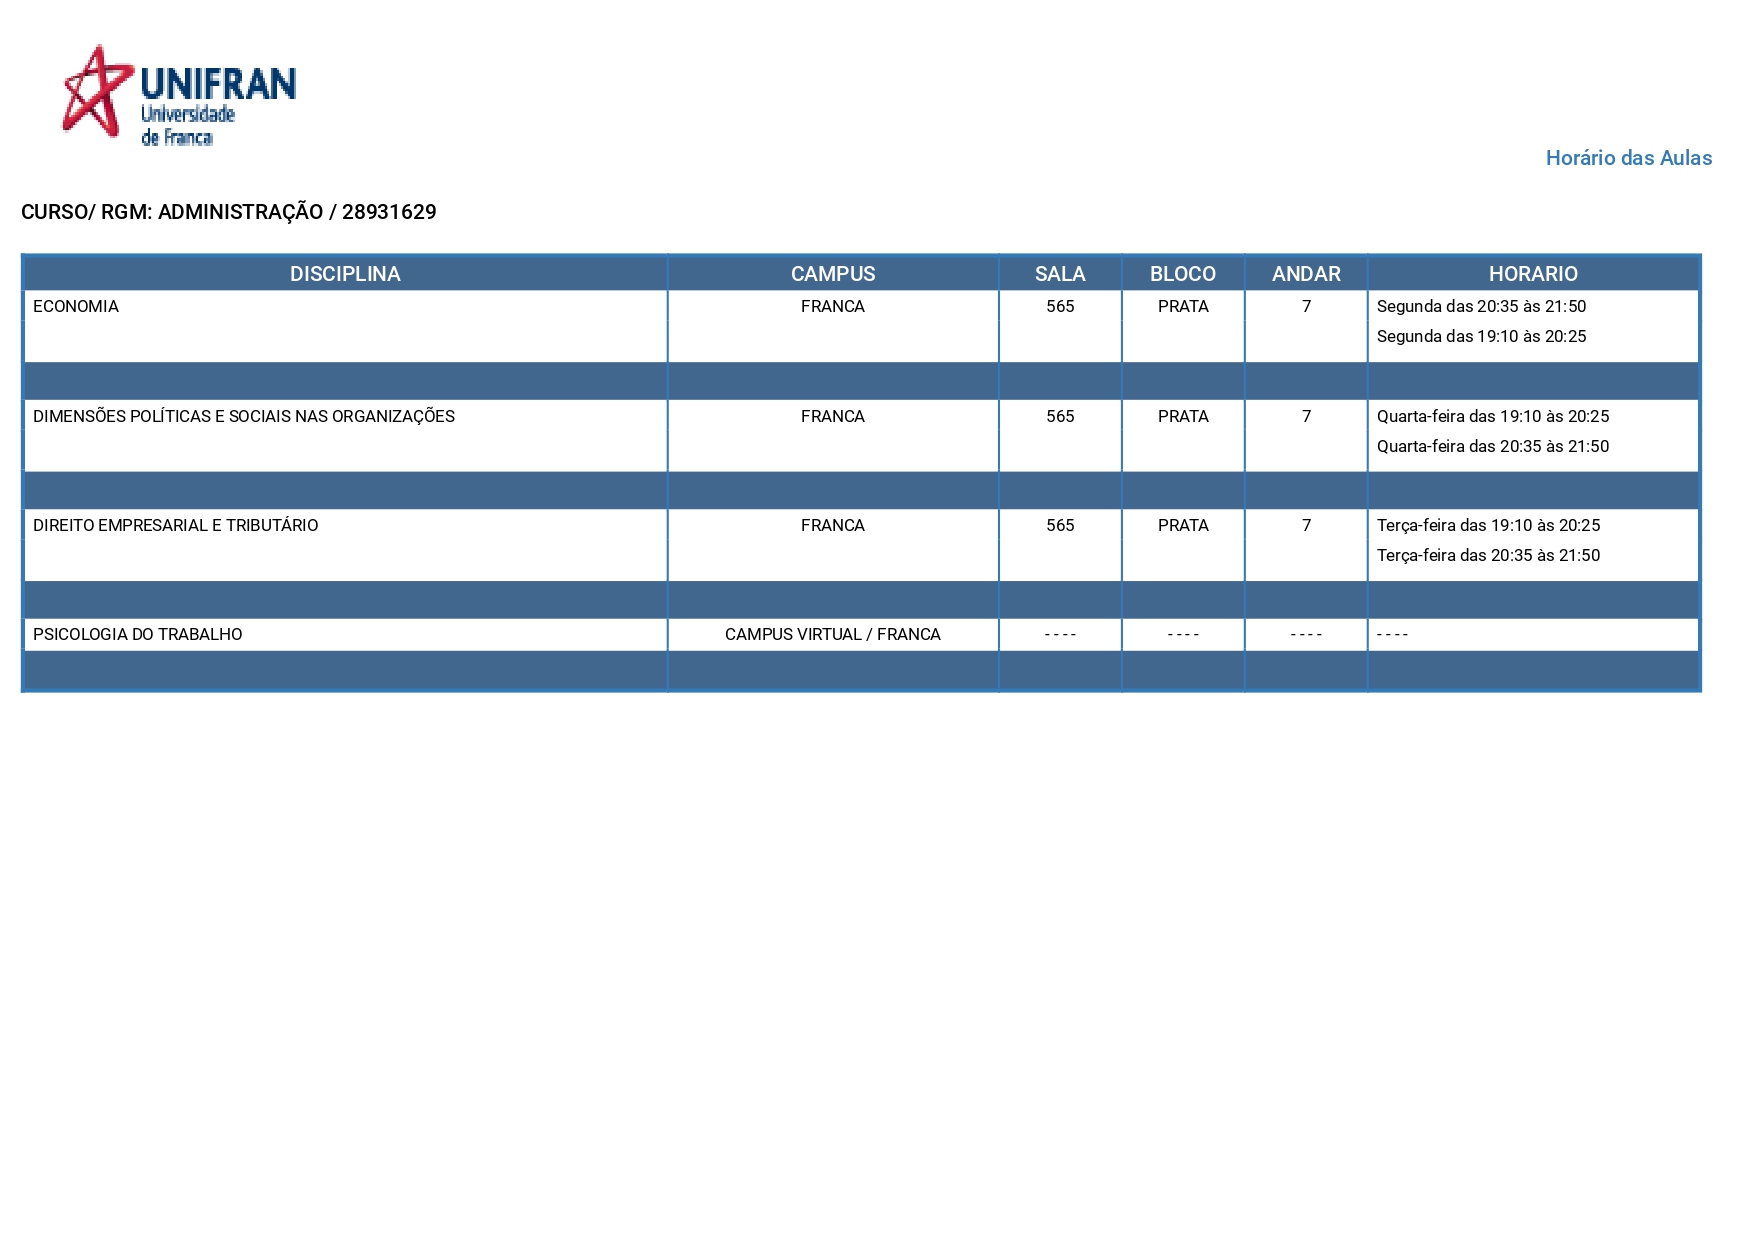 UNIFRAN
Universidade
de Franca
Horário das Aulas
CURSO/ RGM: ADMINISTRAÇÃO / 28931629
DISCIPLINA CAMPUS SALA BLOCO ANDAR HORARIO
ECONOMIA FRANCA 565 PRATA 7 Segunda das 20:35 às 21:50
Segunda das 19:10 às 20:25
DIMENSÕES POLÍTICAS E SOCIAIS NAS ORGANIZAÇÕES FRANCA 565 PRATA 7 Quarta-feira das 19:10 às 20:25
Quarta-feira das 20:35 às 21:50
DIREITO EMPRESARIAL E TRIBUTÁRIO FRANCA 565 PRATA 7 Terça-feira das 19:10 às 20:25
Terça-feira das 20:35 às 21:50
PSICOLOGIA DO TRABALHO CAMPUS VIRTUAL / FRANCA - - - - - - - - - - - - - - - -